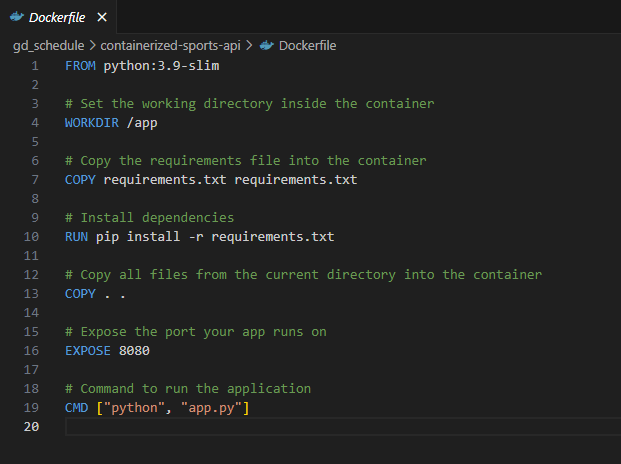 Dockerfile ×
gd_schedule > containerized-sports-api > Dockerfile
1 FROM python:3.9-slim
2
3 # Set the working directory inside the container
4 WORKDIR /app
5
6 # Copy the requirements file into the container
7 COPY requirements.txt requirements.txt
8
9 # Install dependencies
10 RUN pip install -r requirements.txt
11
12 # Copy all files from the current directory into the container
13 COPY . .
14
15 # Expose the port your app runs on
16 EXPOSE 8080
17
18 # Command to run the application
19 CMD ["python", "app.py"]
20